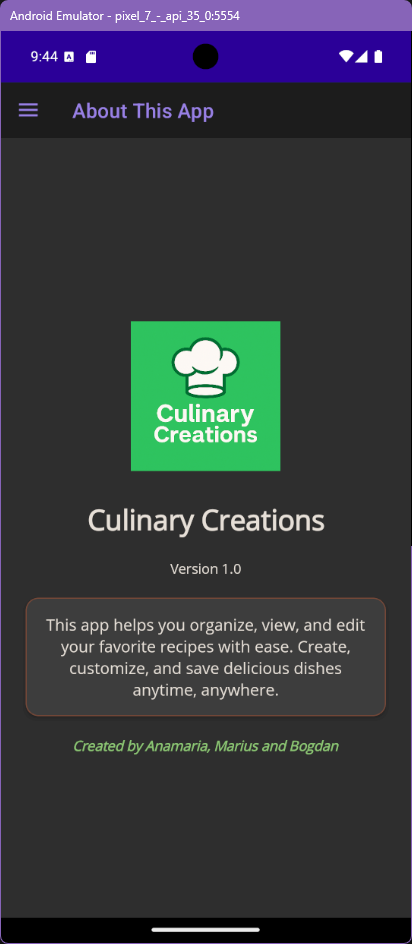 Android Emulator - pixel_7_-_api_35_0:5554
9:44
About This App
Culinary
Creations
Culinary Creations
Version 1.0
This app helps you organize, view, and edit
your favorite recipes with ease. Create,
customize, and save delicious dishes
anytime, anywhere.
Created by Anamaria, Marius and Bogdan